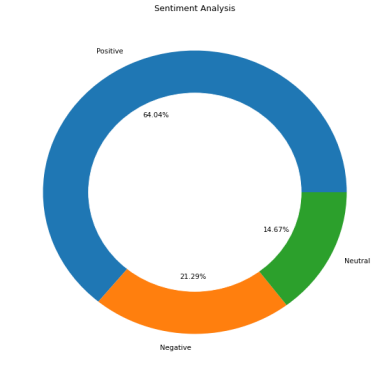 Sentiment Analysis
Positive
64.04%
14.67%
Neutral
21.29%
Negative